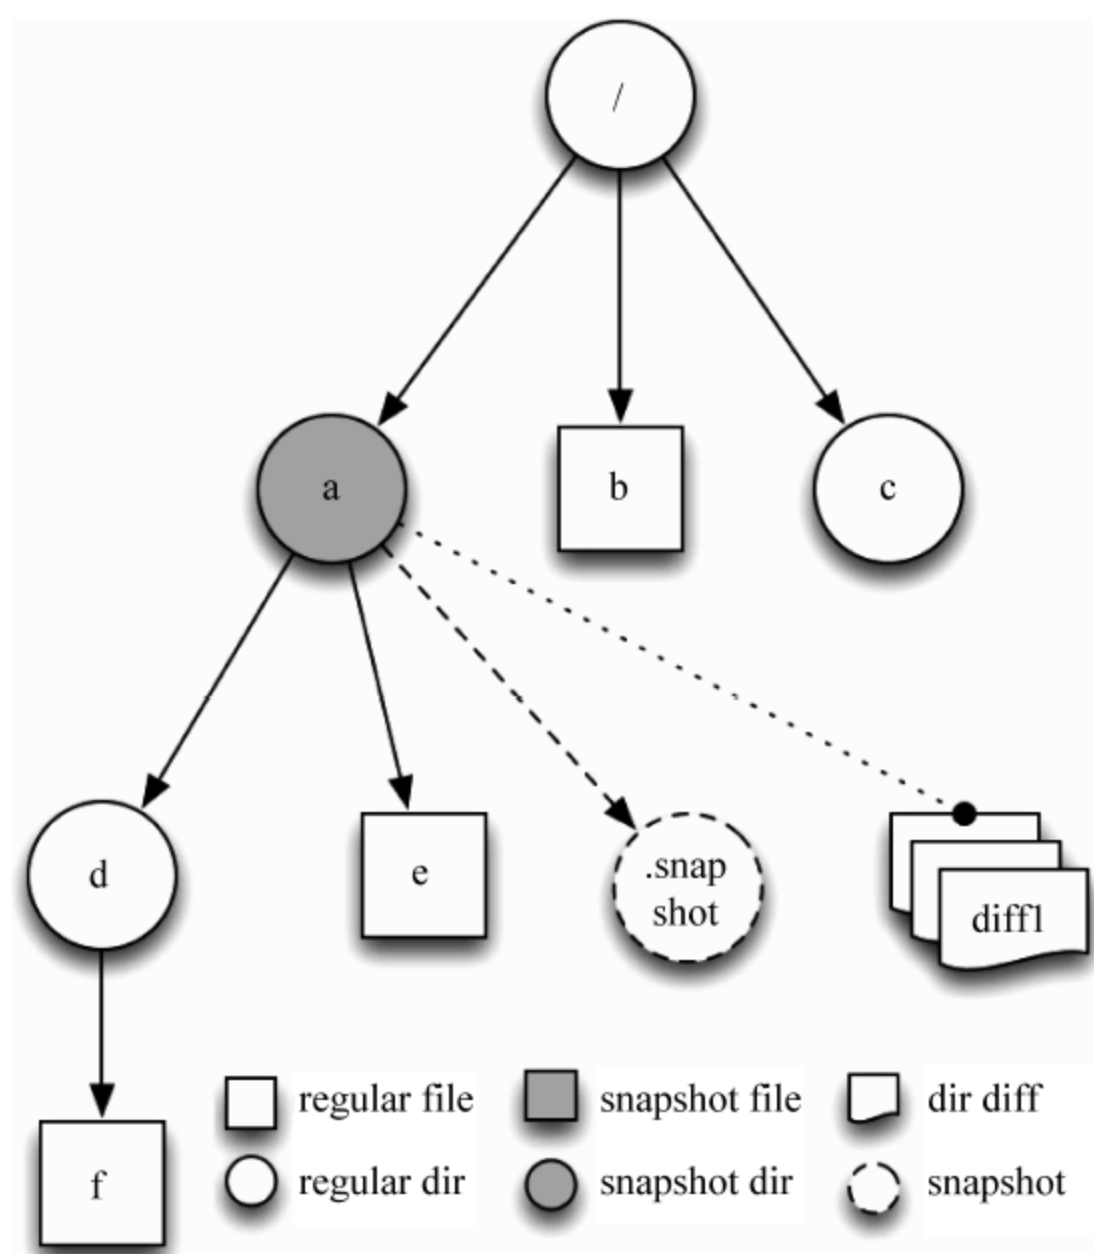 /
a
b
c
d
e
.snap
shot
diff1
f
regular file
snapshot file
dir diff
regular dir
snapshot dir
snapshot